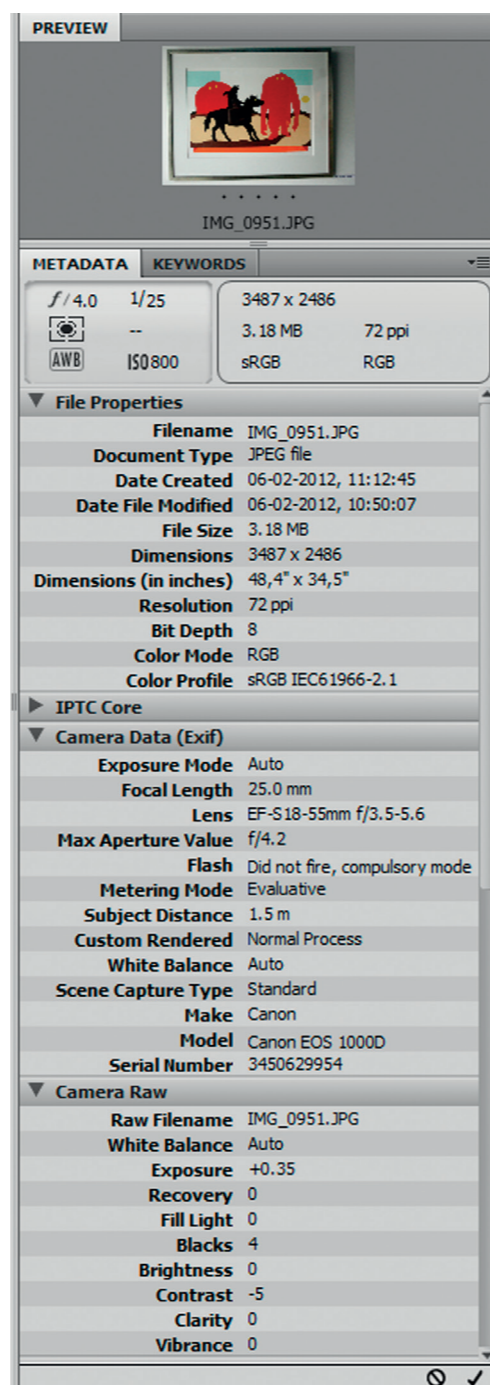 PREVIEW
IMG_0951.JPG
METADATA KEYWORDS
f/4.0 1/25
--
AWB ISO800
3487 x 2486
3.18 MB 72 ppi
sRGB RGB
File Properties
Filename IMG_0951.JPG
Document Type JPEG file
Date Created 06-02-2012, 11:12:45
Date File Modified 06-02-2012, 10:50:07
File Size 3.18 MB
Dimensions 3487 x 2486
Dimensions (in inches) 48,4" x 34,5"
Resolution 72 ppi
Bit Depth 8
Color Mode RGB
Color Profile sRGB IEC61966-2.1
IPTC Core
Camera Data (Exif)
Exposure Mode Auto
Focal Length 25.0 mm
Lens EF-S18-55mm f/3.5-5.6
Max Aperture Value f/4.2
Flash Did not fire, compulsory mode
Metering Mode Evaluative
Subject Distance 1.5 m
Custom Rendered Normal Process
White Balance Auto
Scene Capture Type Standard
Make Canon
Model Canon EOS 1000D
Serial Number 3450629954
Camera Raw
Raw Filename IMG_0951.JPG
White Balance Auto
Exposure +0.35
Recovery 0
Fill Light 0
Blacks 4
Brightness 0
Contrast -5
Clarity 0
Vibrance 0